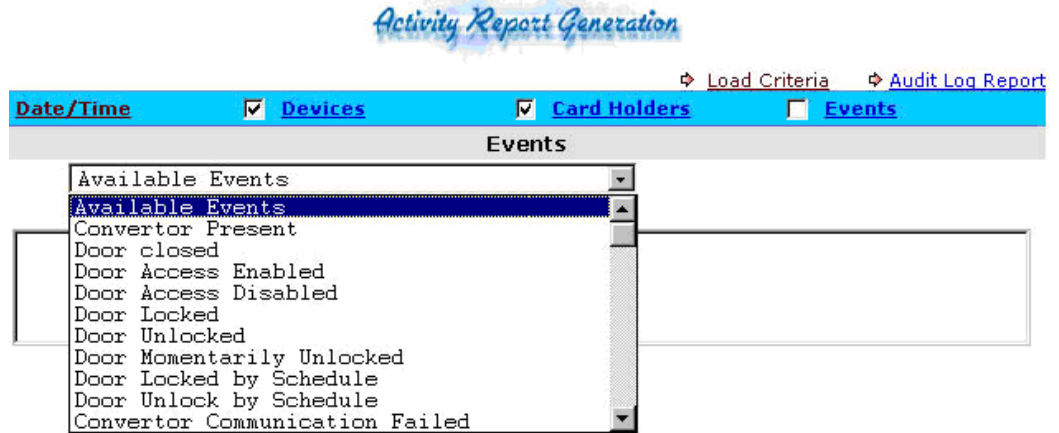 Activity Report Generation
Load Criteria Audit Log Report
Date/Time Devices Card Holders Events
Events
Available Events
Available Events
Convertor Present
Door closed
Door Access Enabled
Door Access Disabled
Door Locked
Door Unlocked
Door Momentarily Unlocked
Door Locked by Schedule
Door Unlock by Schedule
Convertor Communication Failed